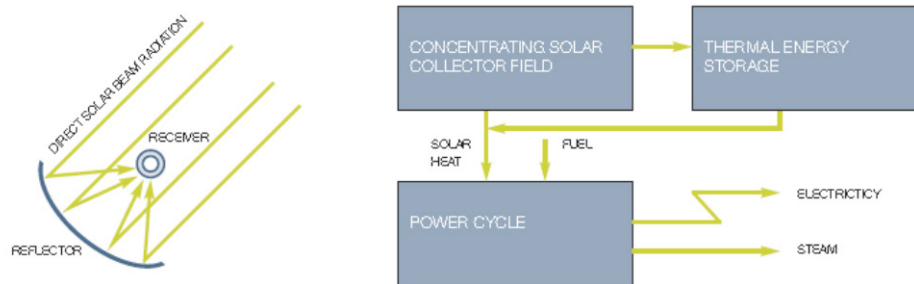 DIRECT SOLAR BEAM RADIATION
RECEIVER
REFLECTOR
CONCENTRATING SOLAR
COLLECTOR FIELD
THERMAL ENERGY
STORAGE
SOLAR
HEAT
FUEL
POWER CYCLE
ELECTRICTICY
STEAM